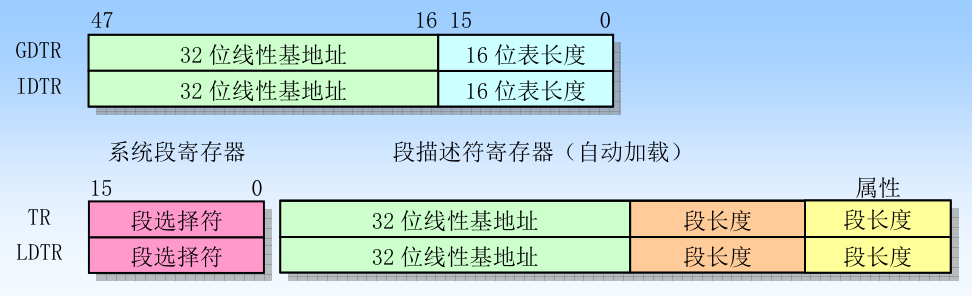 47 16 15 0
GDTR 32 位线性基地址 16 位表长度
IDTR 32 位线性基地址 16 位表长度
系统段寄存器 段描述符寄存器（自动加载）
15 0 属性
TR 段选择符 32 位线性基地址 段长度 段长度
LDTR 段选择符 32 位线性基地址 段长度 段长度